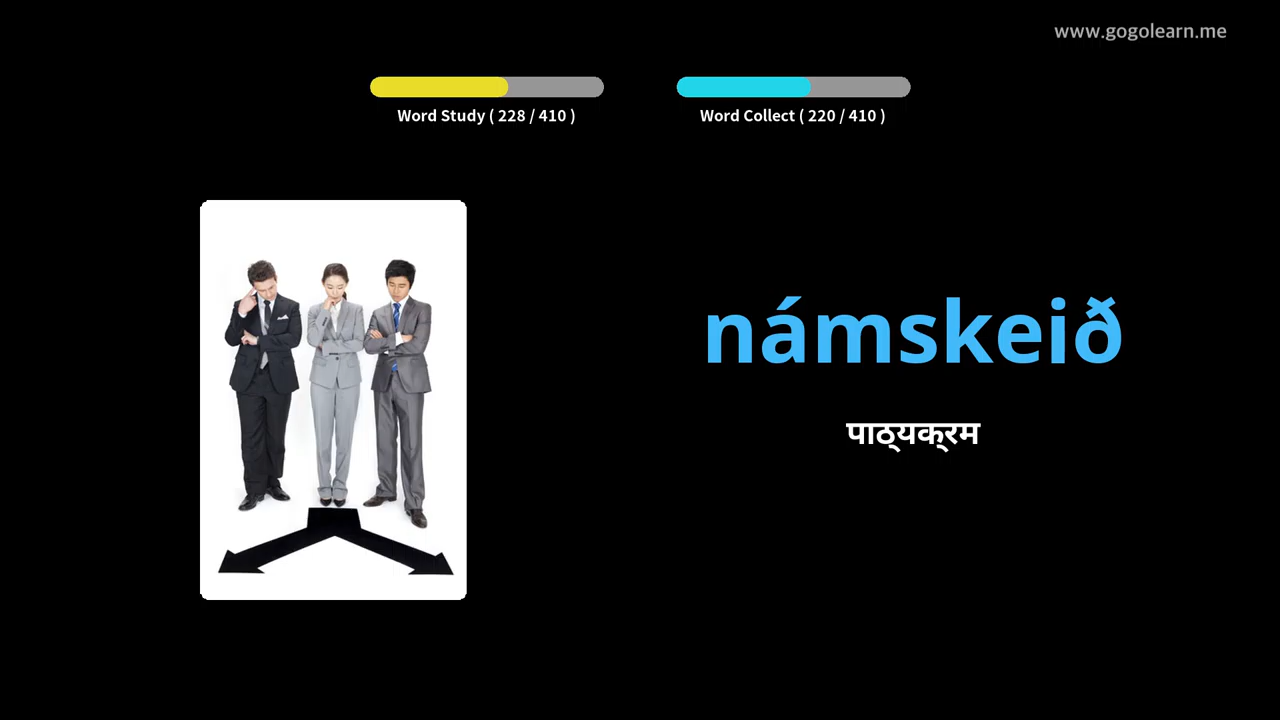 www.gogolearn.me
Word Study ( 228 / 410 )
Word Collect ( 220 / 410 )
námskeið
पाठ्यक्रम